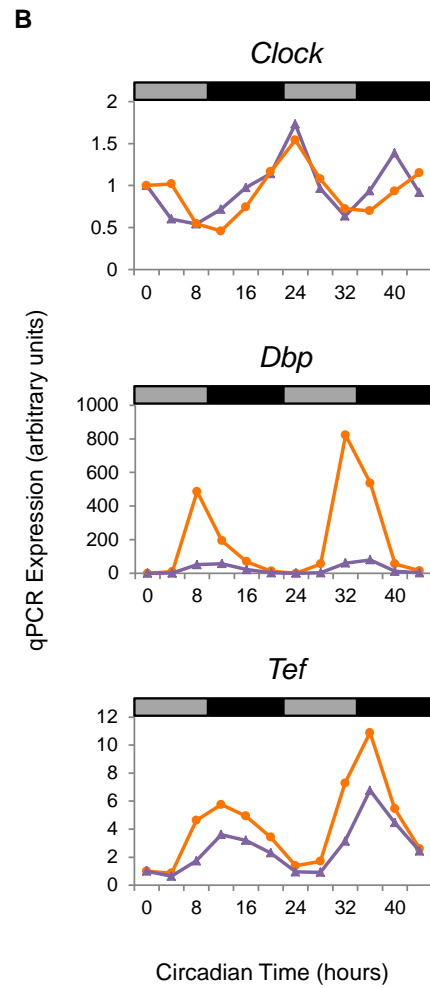 B
Clock
2
1.5
1
0.5
0
0 8 16 24 32 40
Dbp
1000
800
600
400
200
0
0 8 16 24 32 40
qPCR Expression (arbitrary units)
Tef
12
10
8
6
4
2
0
0 8 16 24 32 40
Circadian Time (hours)